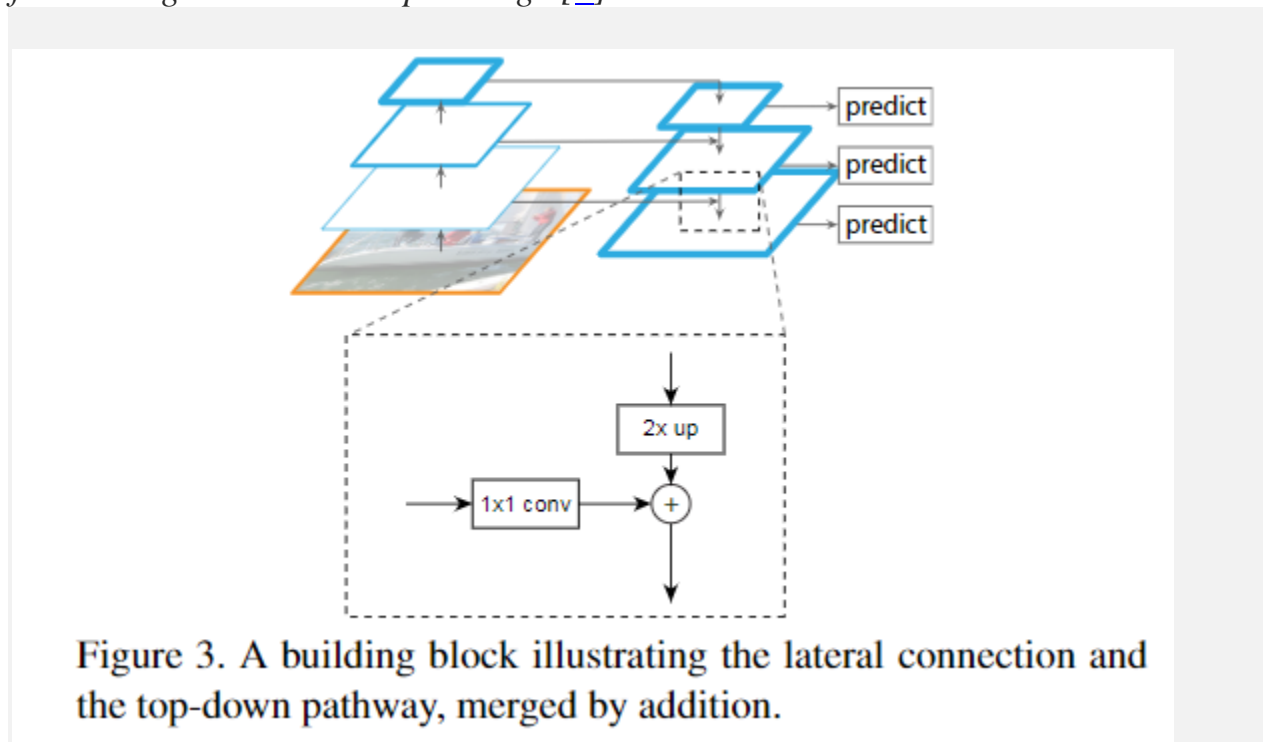 predict
predict
predict
2x up
1x1 conv
+
Figure 3. A building block illustrating the lateral connection and
the top-down pathway, merged by addition.